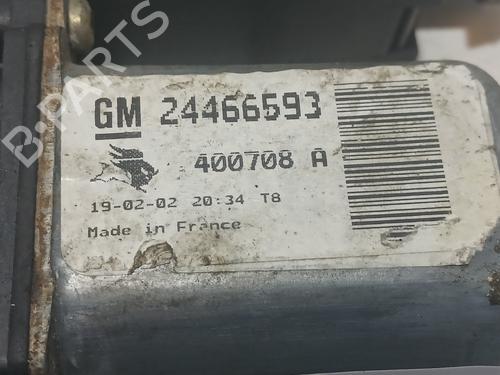 B-PARTS
GM 24466593
400708 A
19-02-02 20:34 T8
Made in France